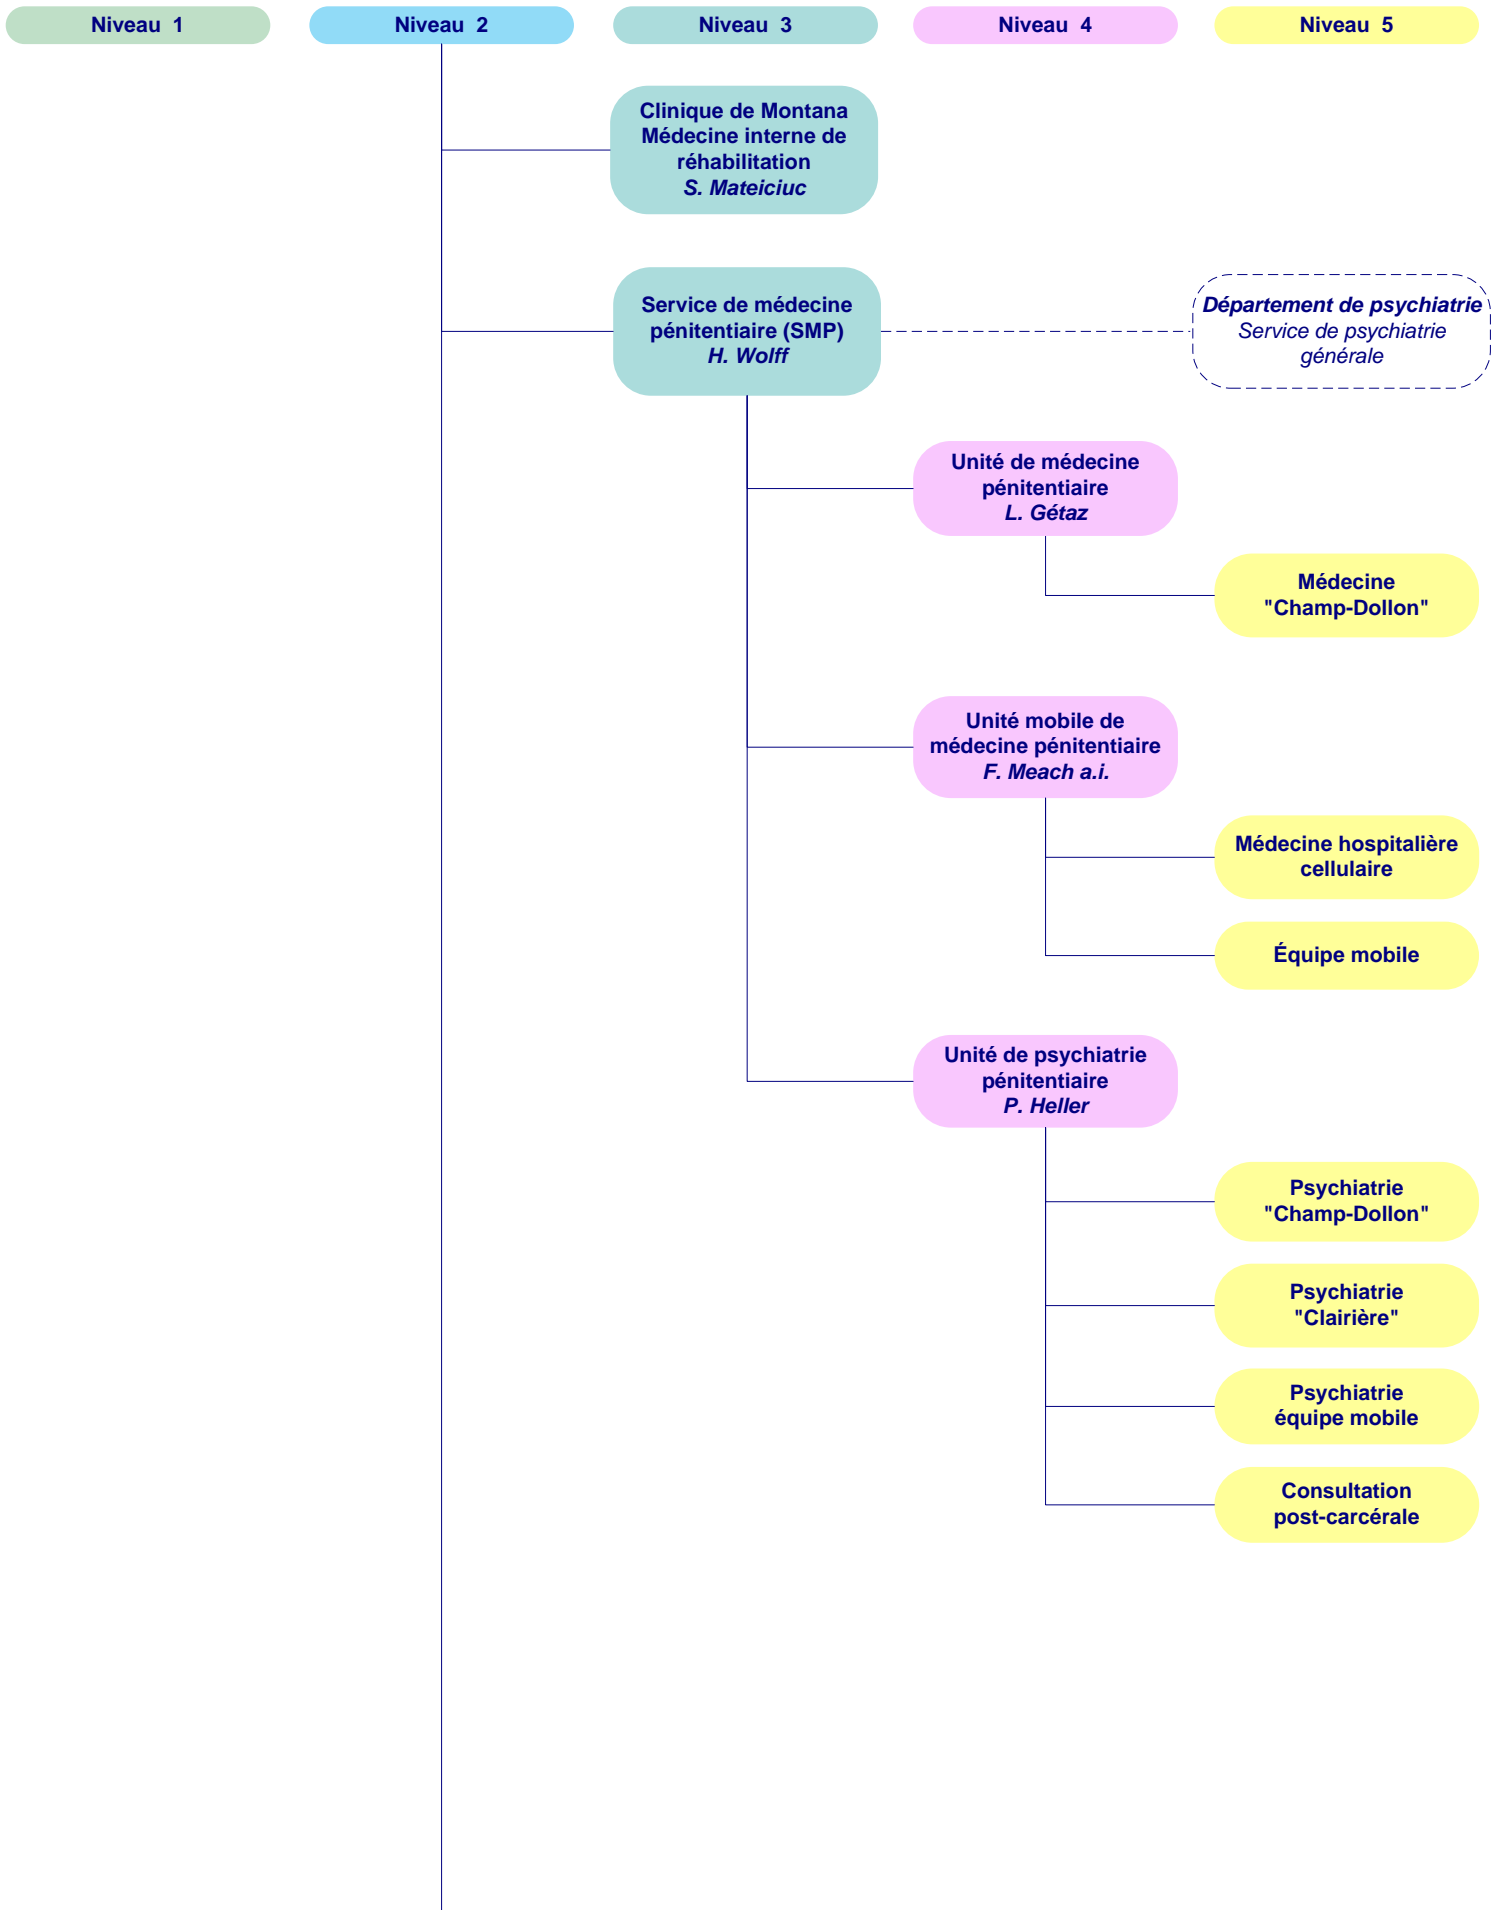 Niveau 1
Niveau 2
Niveau 3
Niveau 4
Niveau 5
Clinique de Montana
Médecine interne de
réhabilitation
S. Mateiciuc
Service de médecine
pénitentiaire (SMP)
H. Wolff
Département de psychiatrie
Service de psychiatrie
générale
Unité de médecine
pénitentiaire
L. Gétaz
Médecine
"Champ-Dollon"
Unité mobile de
médecine pénitentiaire
F. Meach a.i.
Médecine hospitalière
cellulaire
Équipe mobile
Unité de psychiatrie
pénitentiaire
P. Heller
Psychiatrie
"Champ-Dollon"
Psychiatrie
"Clairière"
Psychiatrie
équipe mobile
Consultation
post-carcérale